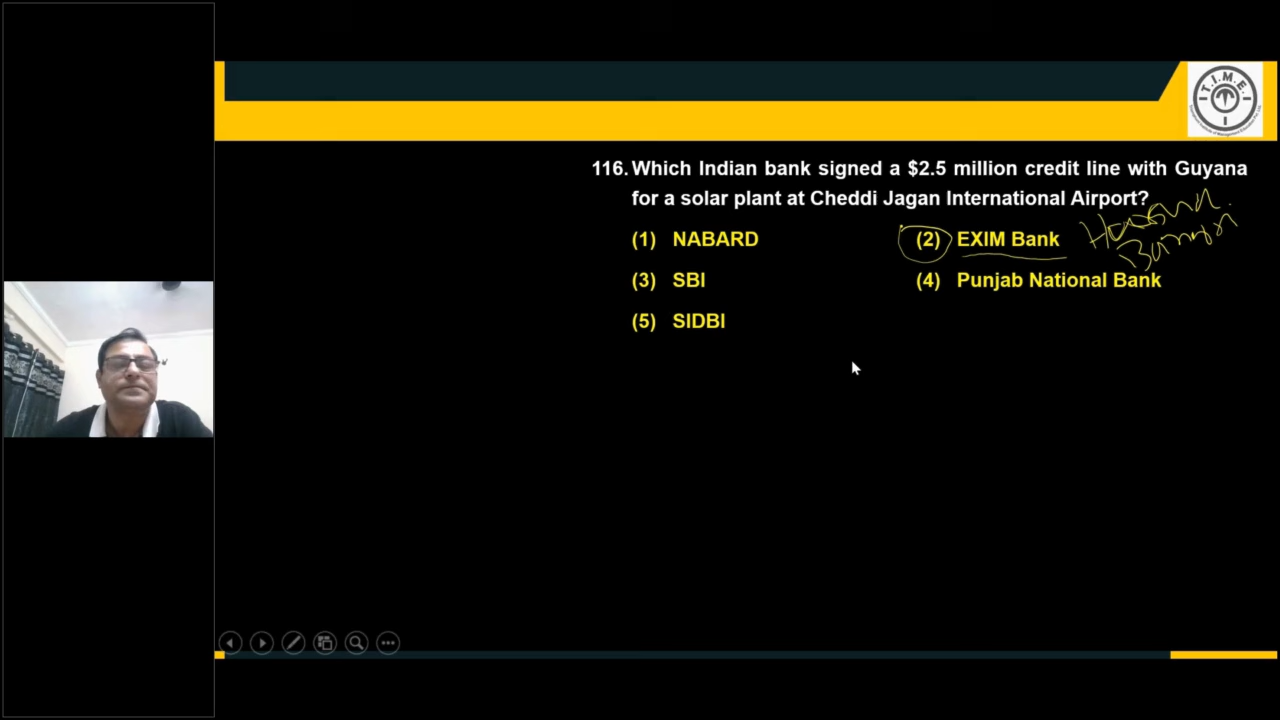 T.I.M.E.
116. Which Indian bank signed a $2.5 million credit line with Guyana
for a solar plant at Cheddi Jagan International Airport?
(1) NABARD (2) EXIM Bank
(3) SBI (4) Punjab National Bank
(5) SIDBI